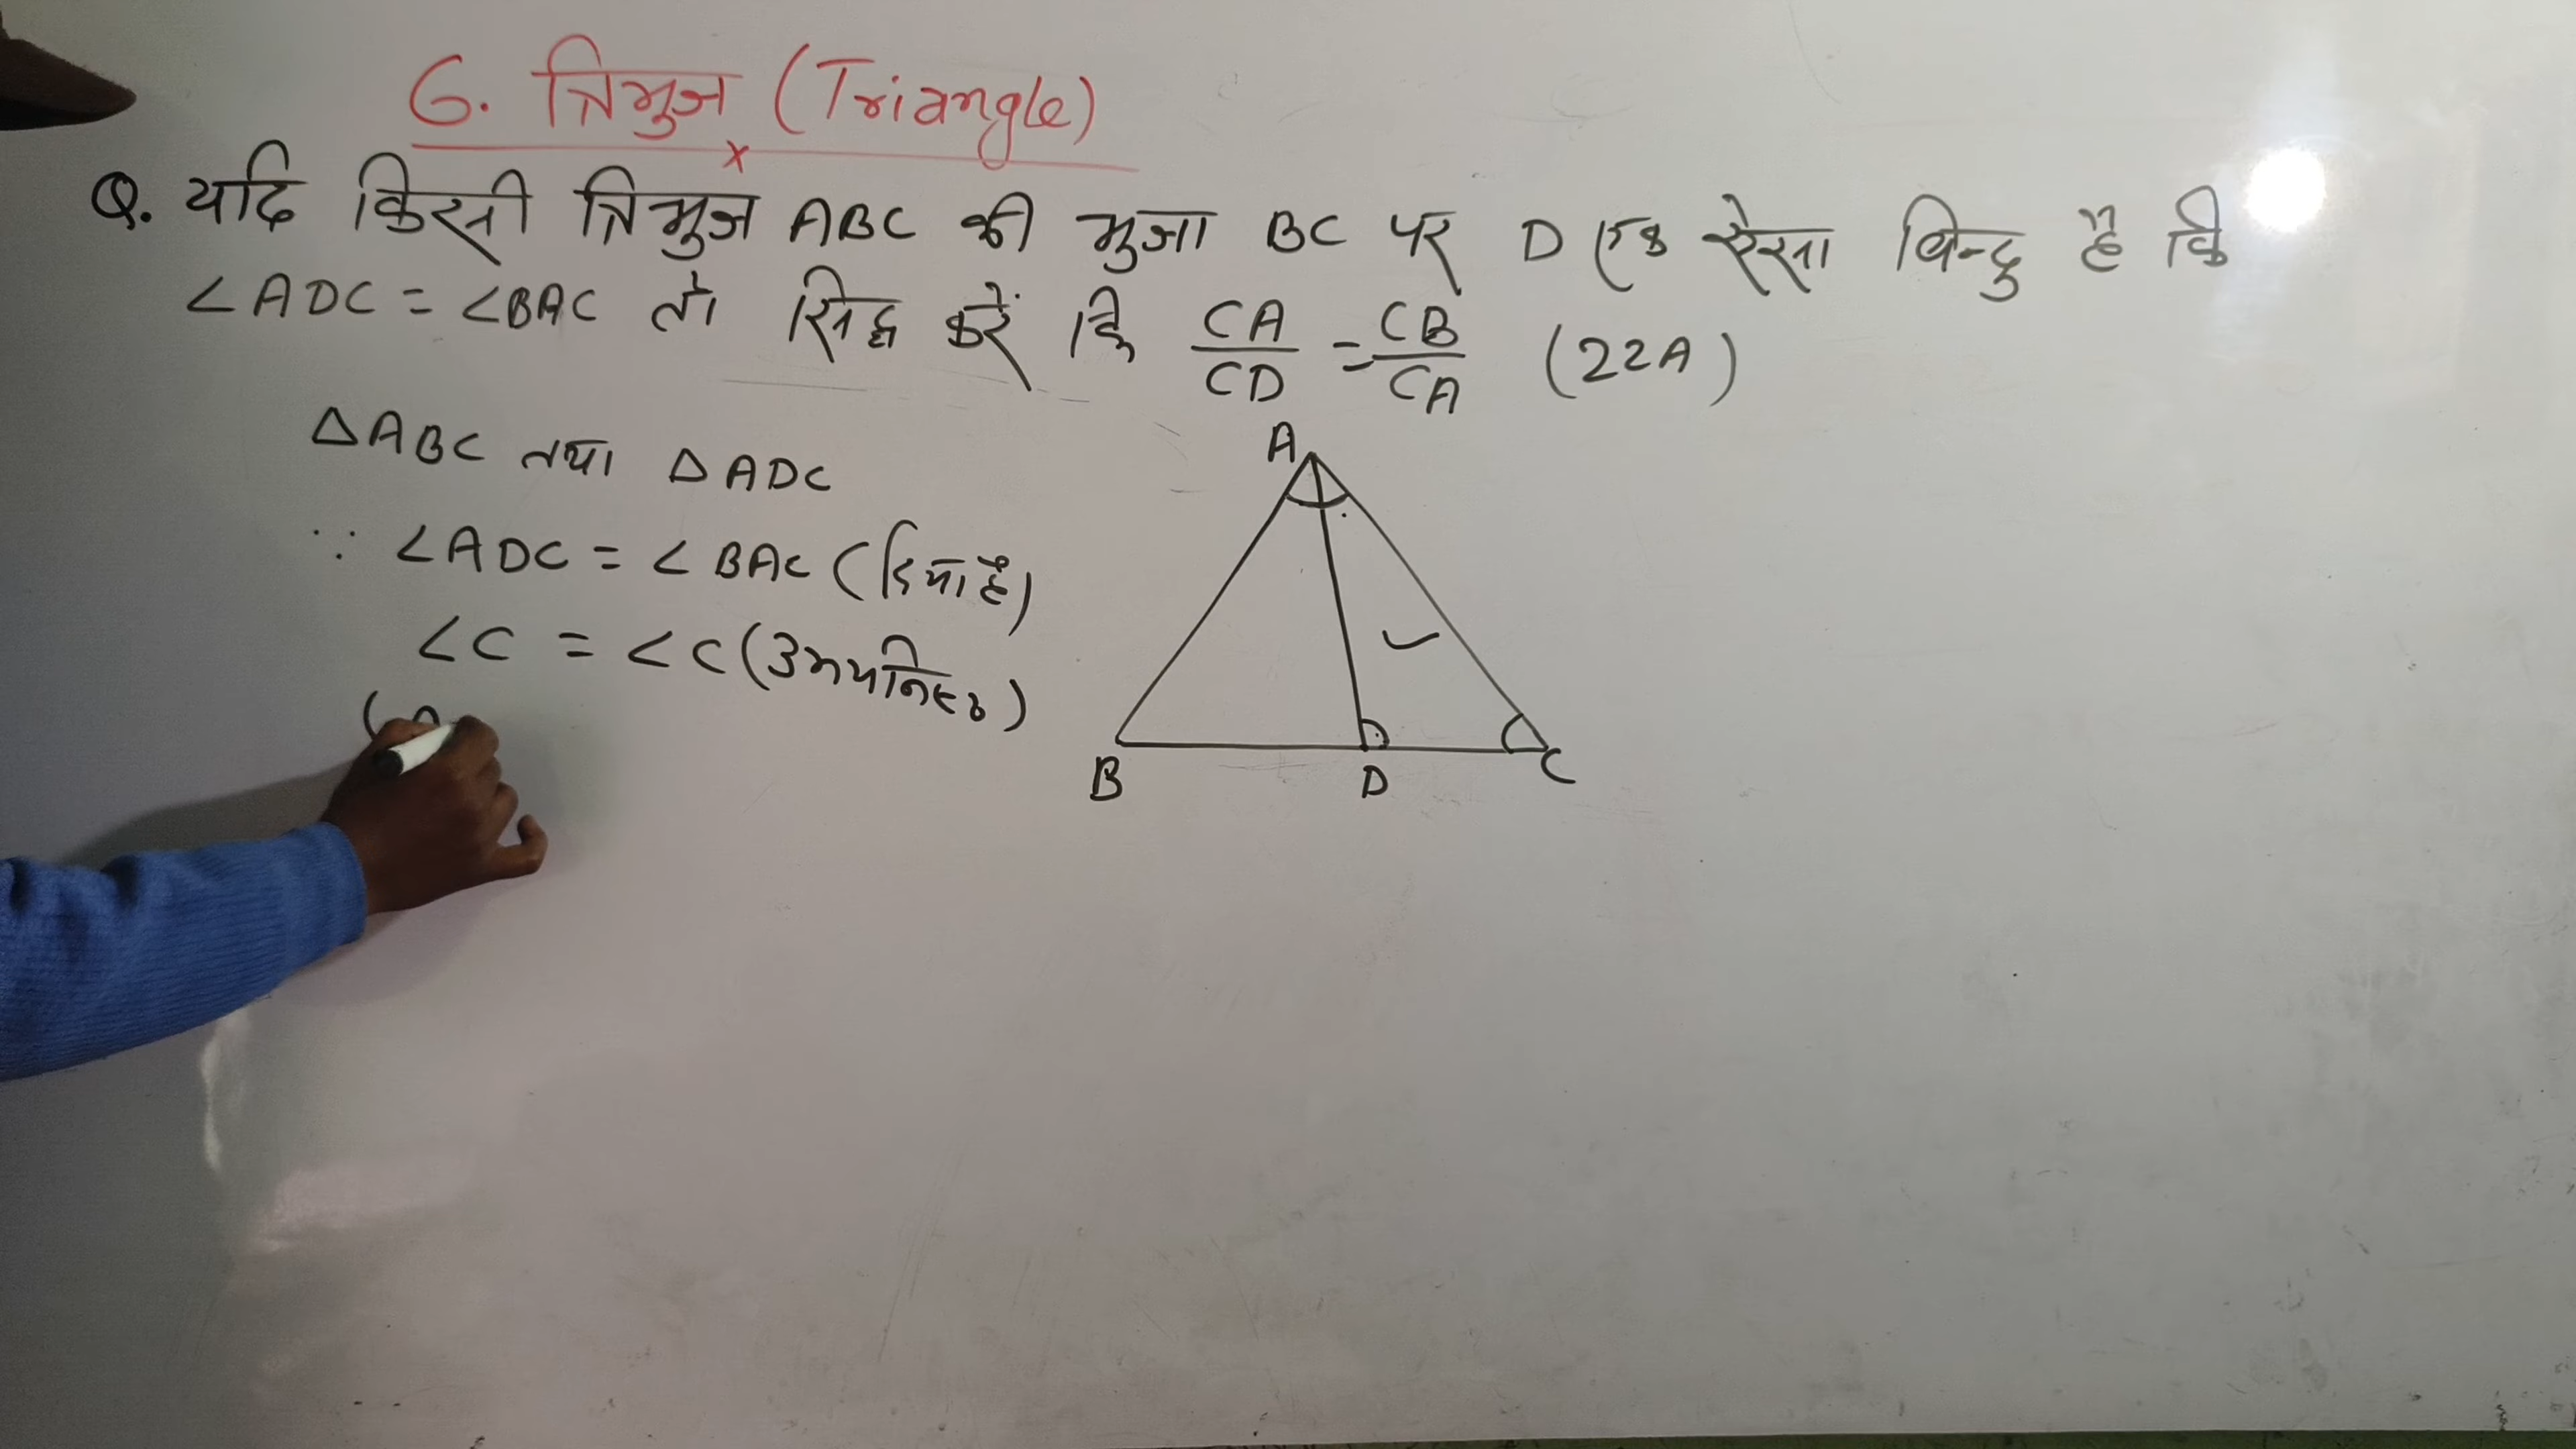 6. त्रिभुज (Triangle)
x
Q. यदि किसी त्रिभुज ABC की भुजा BC पर D एक ऐसा बिन्दु है कि
∠ADC = ∠BAC तो सिद्ध करें कि CA/CD = CB/CA (22A)
△ABC तथा △ADC
∵ ∠ADC = ∠BAC (दिया है)
∠C = ∠C (उभयनिष्ठ)
(A
A
B
D
C